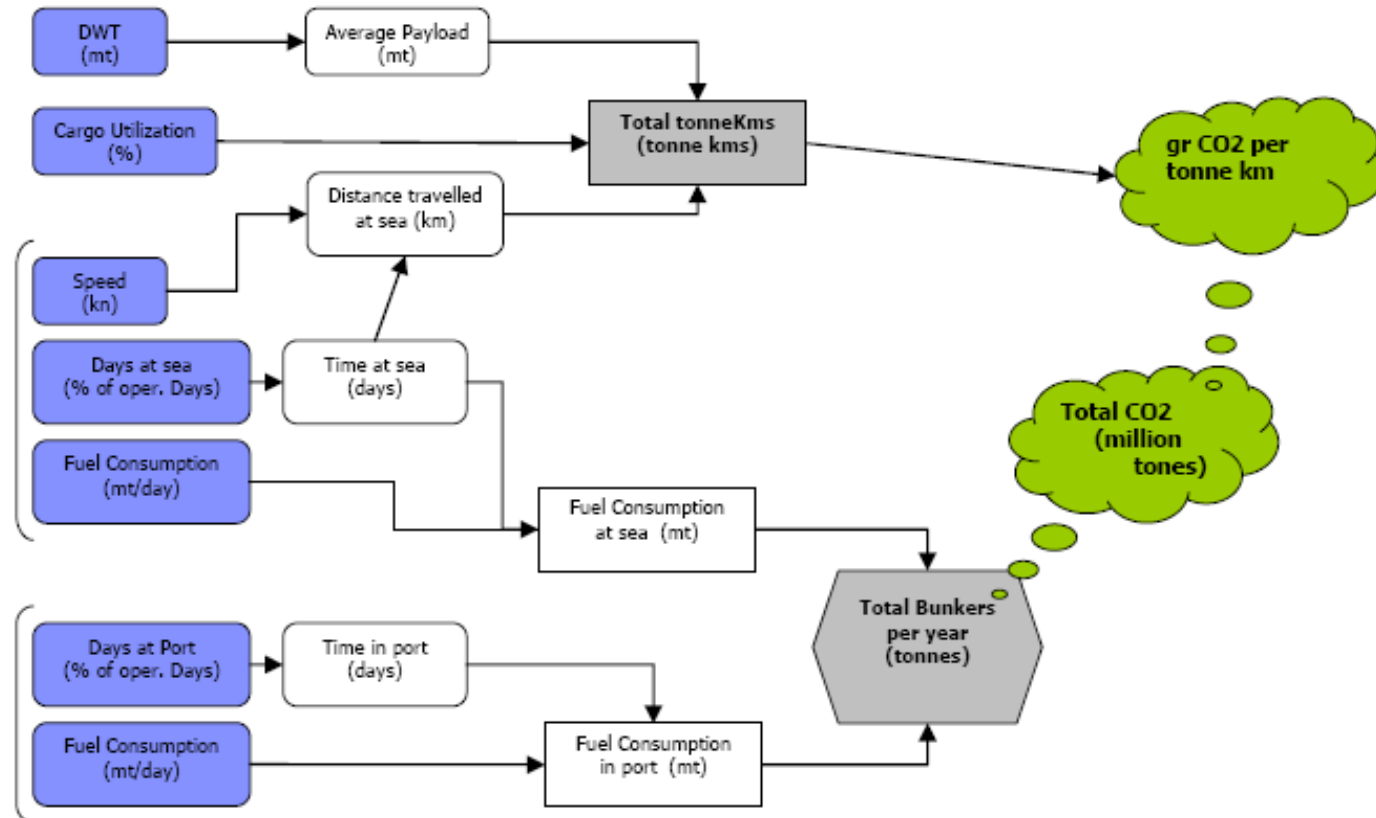 DWT
(mt)
Average Payload
(mt)
Cargo Utilization
(%)
Total tonneKms
(tonne kms)
gr CO2 per
tonne km
Distance travelled
at sea (km)
Speed
(kn)
Days at sea
(% of oper. Days)
Time at sea
(days)
Total CO2
(million
tones)
Fuel Consumption
(mt/day)
Fuel Consumption
at sea (mt)
Total Bunkers
per year
(tonnes)
Days at Port
(% of oper. Days)
Time in port
(days)
Fuel Consumption
(mt/day)
Fuel Consumption
in port (mt)